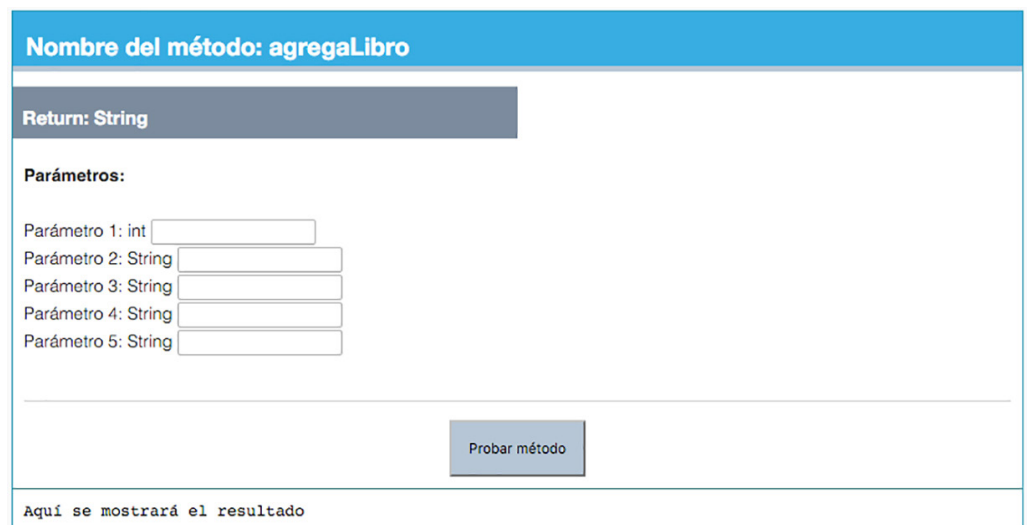 Nombre del método: agregaLibro
Return: String
Parámetros:
Parámetro 1: int
Parámetro 2: String
Parámetro 3: String
Parámetro 4: String
Parámetro 5: String
Probar método
Aquí se mostrará el resultado